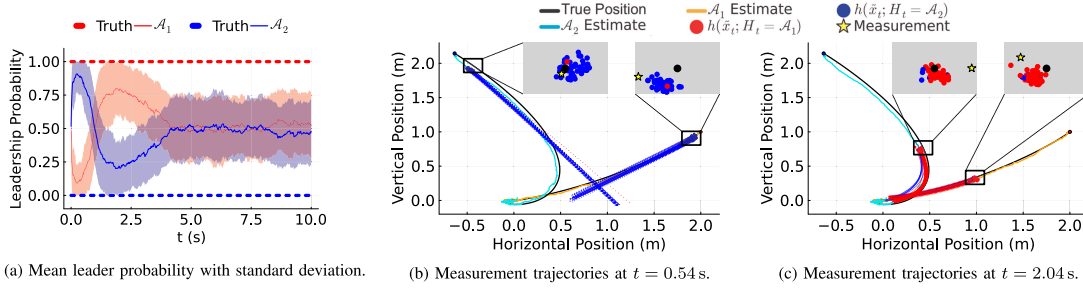 Truth 𝒜₁ Truth 𝒜₂
Leadership Probability
1.00
0.75
0.50
0.25
0.00
0.0 2.5 5.0 7.5 10.0
t (s)
(a) Mean leader probability with standard deviation.
True Position 𝒜₁ Estimate h(x̃ₜ; Hₜ = 𝒜₂)
𝒜₂ Estimate h(x̃ₜ; Hₜ = 𝒜₁) Measurement
Vertical Position (m)
2.0
1.5
1.0
0.5
0.0
−0.5 0.0 0.5 1.0 1.5 2.0
Horizontal Position (m)
(b) Measurement trajectories at t = 0.54 s.
Vertical Position (m)
2.0
1.5
1.0
0.5
0.0
−0.5 0.0 0.5 1.0 1.5 2.0
Horizontal Position (m)
(c) Measurement trajectories at t = 2.04 s.